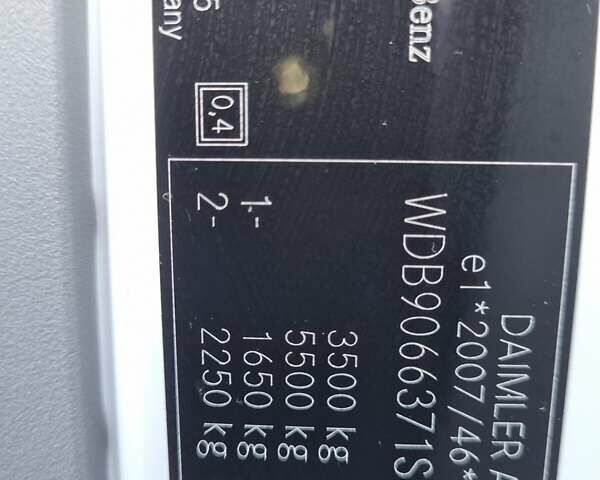 Benz
5
any
0,4
DAIMLER A
e1*2007/46*
WDB9066371S
3500 kg
5500 kg
1- 1650 kg
2- 2250 kg